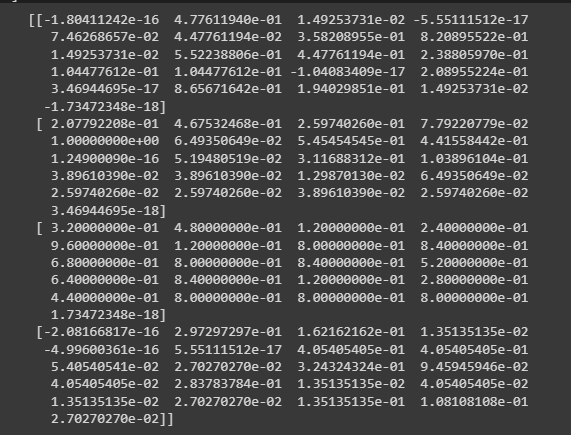 [[-1.80411242e-16 4.77611940e-01 1.49253731e-02 -5.55111512e-17
7.46268657e-02 4.47761194e-02 3.58208955e-01 8.20895522e-01
1.49253731e-02 5.52238806e-01 4.47761194e-01 2.38805970e-01
1.04477612e-01 1.04477612e-01 -1.04083409e-17 2.08955224e-01
3.46944695e-17 8.65671642e-01 1.94029851e-01 1.49253731e-02
-1.73472348e-18]
[ 2.07792208e-01 4.67532468e-01 2.59740260e-01 7.79220779e-02
1.00000000e+00 6.49350649e-02 5.45454545e-01 4.41558442e-01
1.24900090e-16 5.19480519e-02 3.11688312e-01 1.03896104e-01
3.89610390e-02 3.89610390e-02 1.29870130e-02 6.49350649e-02
2.59740260e-02 2.59740260e-02 3.89610390e-02 2.59740260e-02
3.46944695e-18]
[ 3.20000000e-01 4.80000000e-01 1.20000000e-01 2.40000000e-01
9.60000000e-01 1.20000000e-01 8.00000000e-01 8.40000000e-01
6.80000000e-01 8.00000000e-01 8.40000000e-01 5.20000000e-01
6.40000000e-01 8.40000000e-01 1.20000000e-01 2.80000000e-01
4.40000000e-01 8.00000000e-01 8.00000000e-01 8.00000000e-01
1.73472348e-18]
[-2.08166817e-16 2.97297297e-01 1.62162162e-01 1.35135135e-02
-4.99600361e-16 5.55111512e-17 4.05405405e-01 4.05405405e-01
5.40540541e-02 2.70270270e-02 3.24324324e-01 9.45945946e-02
4.05405405e-02 2.83783784e-01 1.35135135e-02 4.05405405e-02
1.35135135e-02 2.70270270e-02 1.35135135e-01 1.08108108e-01
2.70270270e-02]]